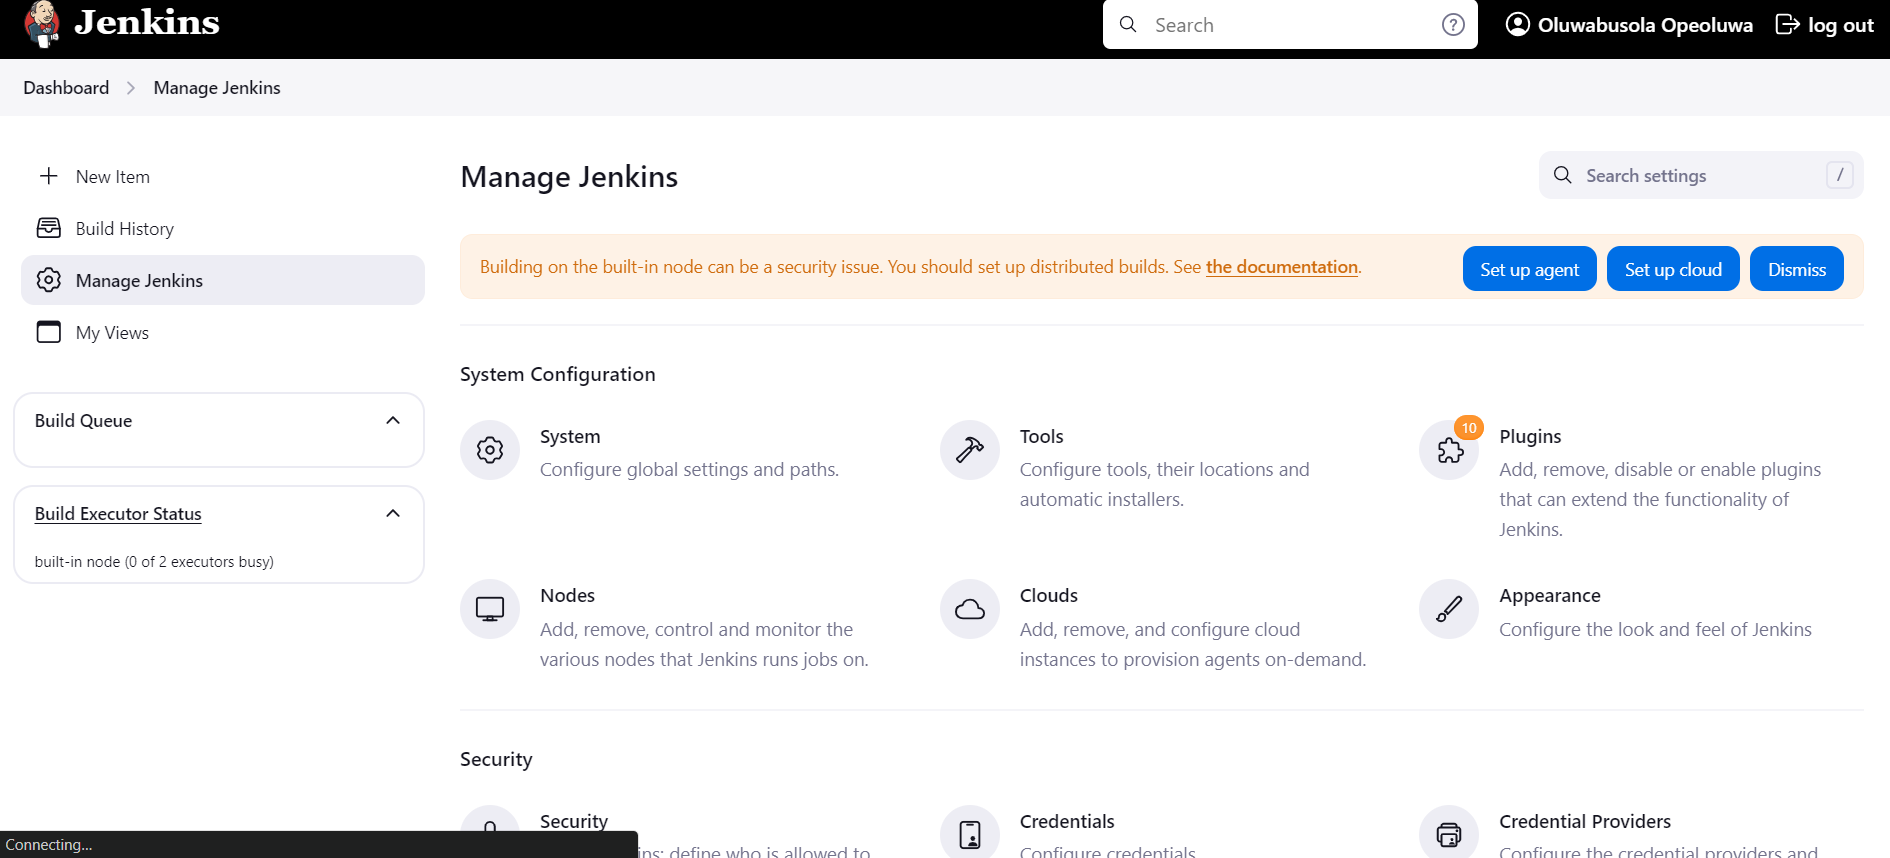 Jenkins
Search
Oluwabusola Opeoluwa
log out
Dashboard
Manage Jenkins
New Item
Build History
Manage Jenkins
My Views
Build Queue
Build Executor Status
built-in node (0 of 2 executors busy)
Manage Jenkins
Search settings
/
Building on the built-in node can be a security issue. You should set up distributed builds. See the documentation.
Set up agent
Set up cloud
Dismiss
System Configuration
System
Configure global settings and paths.
Tools
Configure tools, their locations and
automatic installers.
10
Plugins
Add, remove, disable or enable plugins
that can extend the functionality of
Jenkins.
Nodes
Add, remove, control and monitor the
various nodes that Jenkins runs jobs on.
Clouds
Add, remove, and configure cloud
instances to provision agents on-demand.
Appearance
Configure the look and feel of Jenkins
Security
Security
define who is allowed to
Credentials
Configure credentials
Credential Providers
Configure the credential providers and
Connecting...